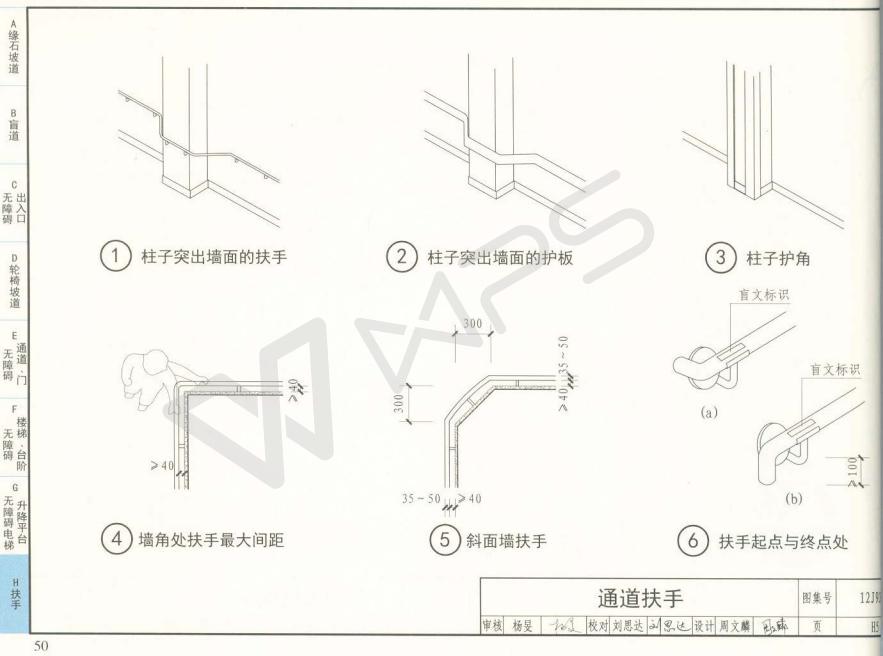 A
缘石坡道
B
盲道
C
无障碍
出入口
D
轮椅坡道
E
无障碍
通道、门
F
无障碍
楼梯、台阶
G
无障碍电梯
升降平台
H
扶手
① 柱子突出墙面的扶手
② 柱子突出墙面的护板
③ 柱子护角
盲文标识
盲文标识
(a)
≥100
(b)
≥40
≥40
300
300
35~50
≥40
35~50 ≥40
④ 墙角处扶手最大间距
⑤ 斜面墙扶手
⑥ 扶手起点与终点处
通道扶手
图集号 12J9
审核 杨旻 校对 刘思达 刘思达 设计 周文麟 页 H5
50
WPS